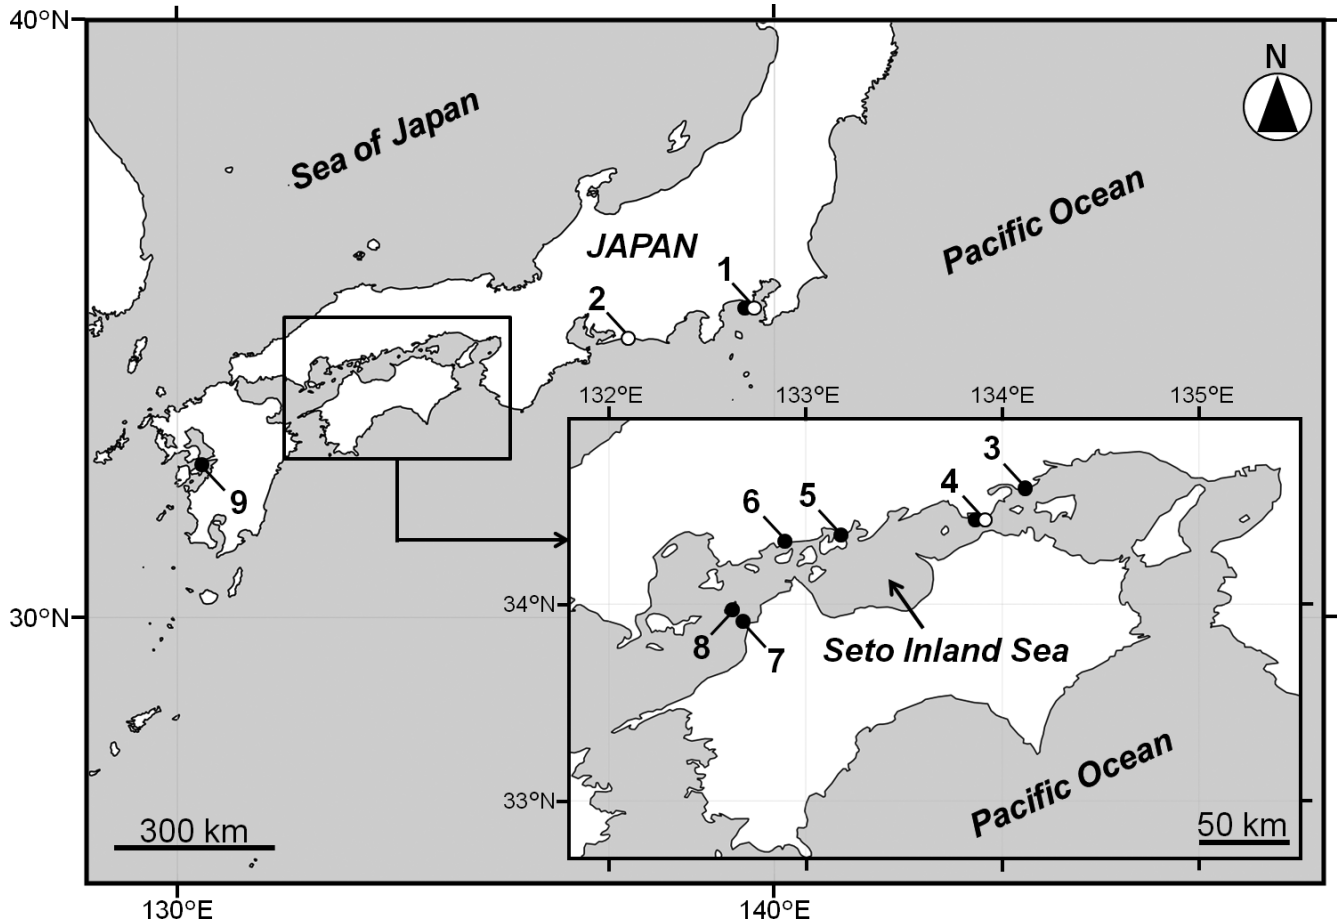 40°N
N
Sea of Japan
Pacific Ocean
JAPAN
1
2
132°E
133°E
134°E
135°E
3
4
5
6
9
34°N
8
7
Seto Inland Sea
30°N
Pacific Ocean
33°N
300 km
50 km
130°E
140°E